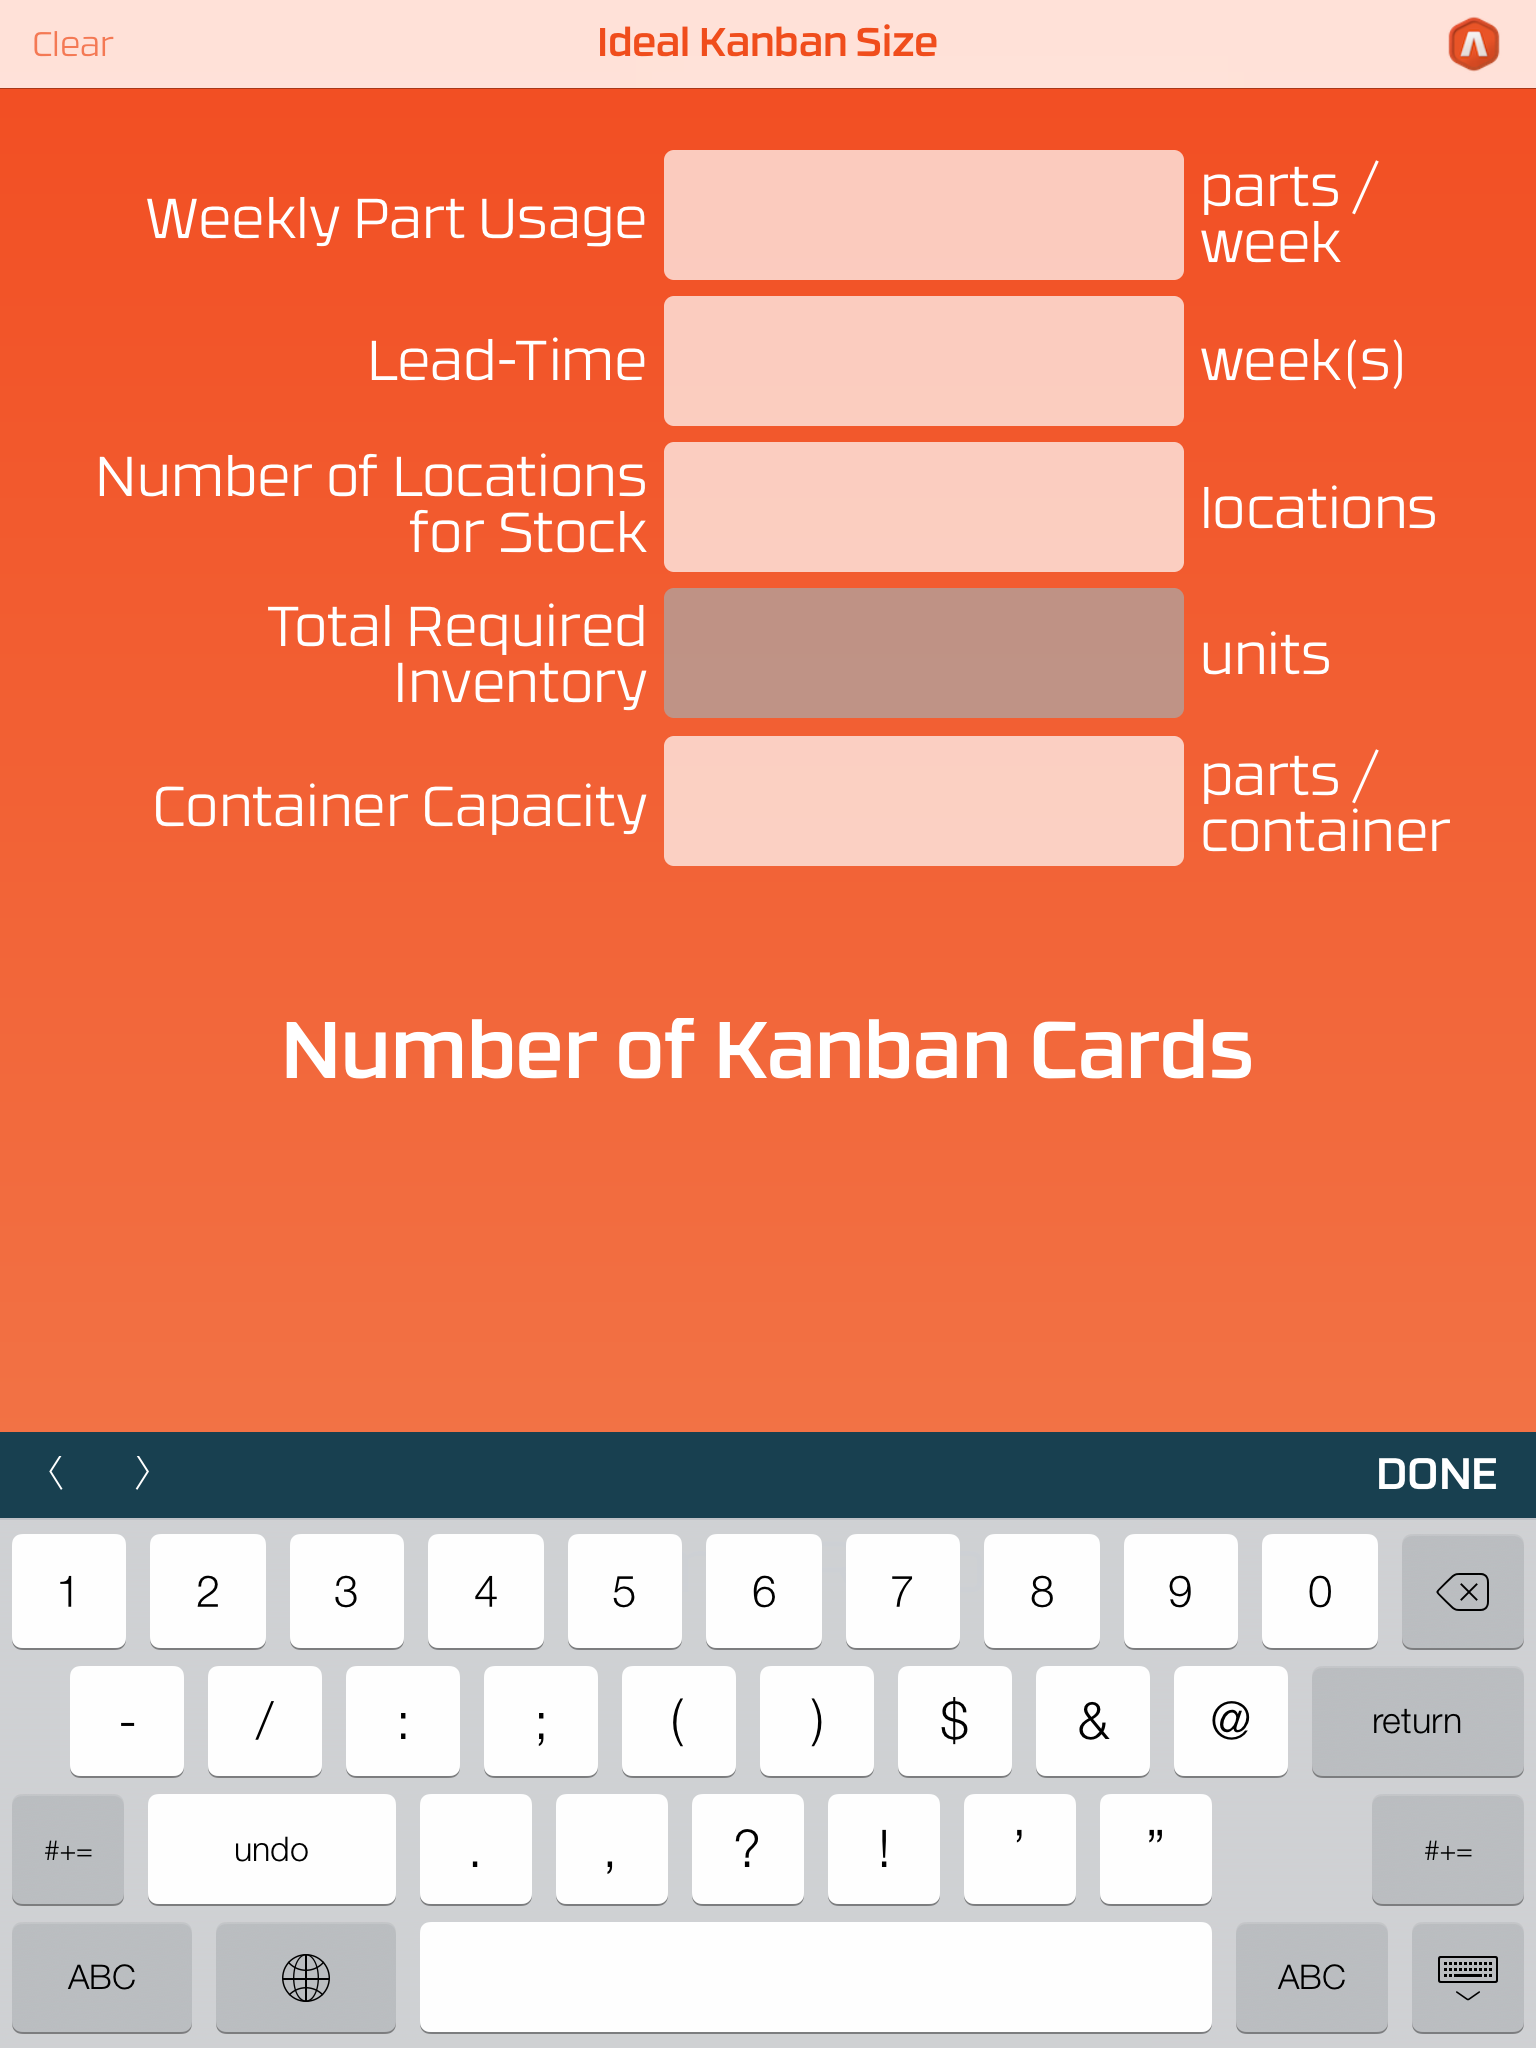 Clear
Ideal Kanban Size
Weekly Part Usage
parts /
week
Lead-Time
week(s)
Number of Locations
for Stock
locations
Total Required
Inventory
units
Container Capacity
parts /
container
Number of Kanban Cards
DONE
1 2 3 4 5 6 7 8 9 0
- / : ; ( ) $ & @ return
#+= undo . , ? ! ’ ” #+=
ABC ABC